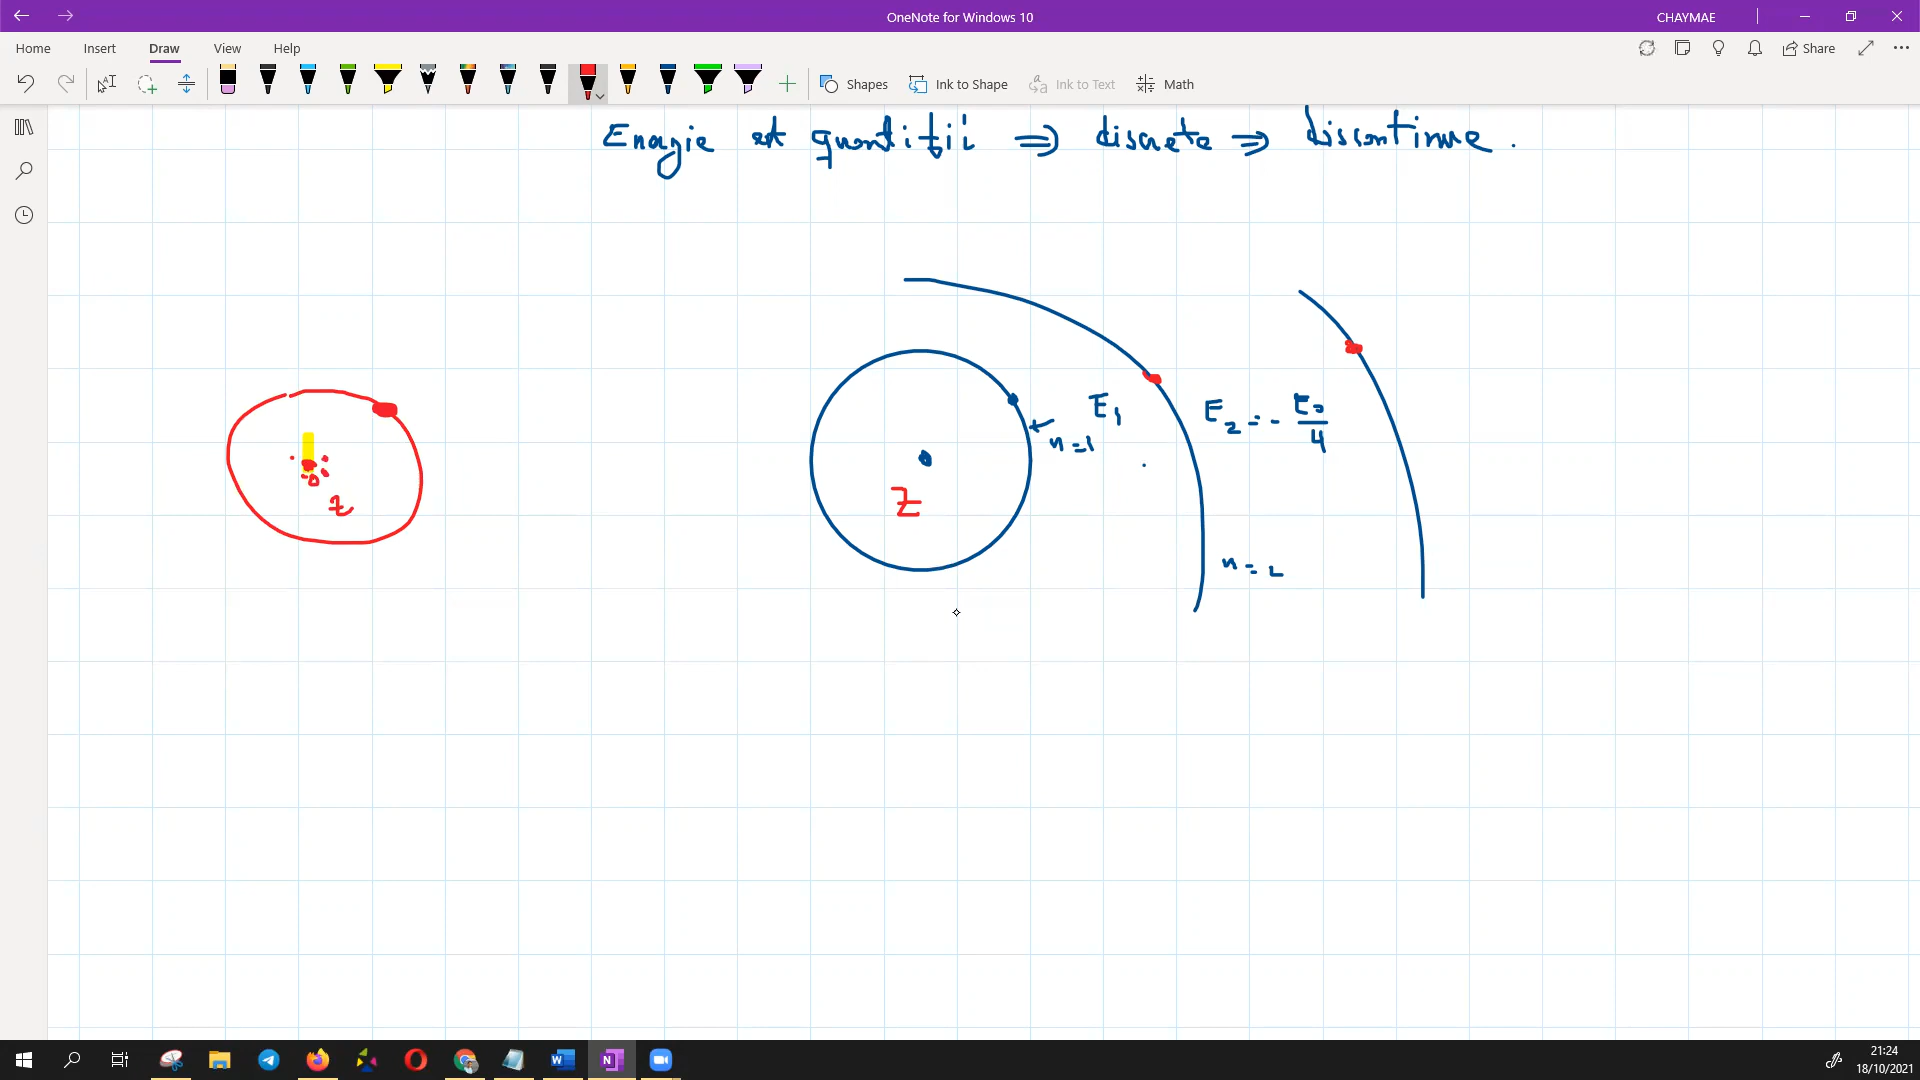 OneNote for Windows 10
CHAYMAE
Home Insert Draw View Help
Share
Shapes Ink to Shape Ink to Text Math
Energie est quantifié ⇒ discrete ⇒ discontinue .
E₁
n=1
E₂ = - E₀/4
Z
z
n = 2
21:24
18/10/2021